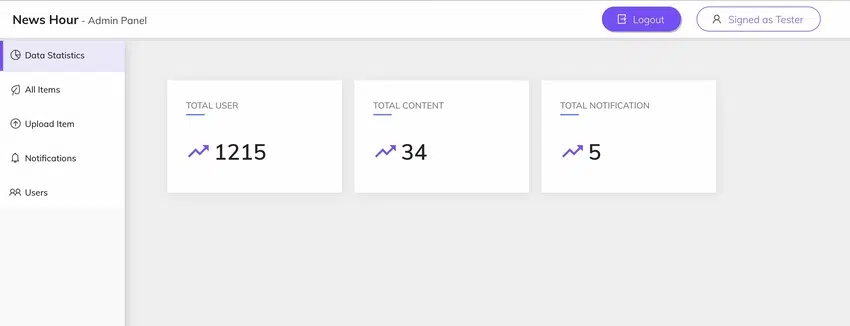 News Hour - Admin Panel
Logout
Signed as Tester
Data Statistics
All Items
Upload Item
Notifications
Users
TOTAL USER
1215
TOTAL CONTENT
34
TOTAL NOTIFICATION
5